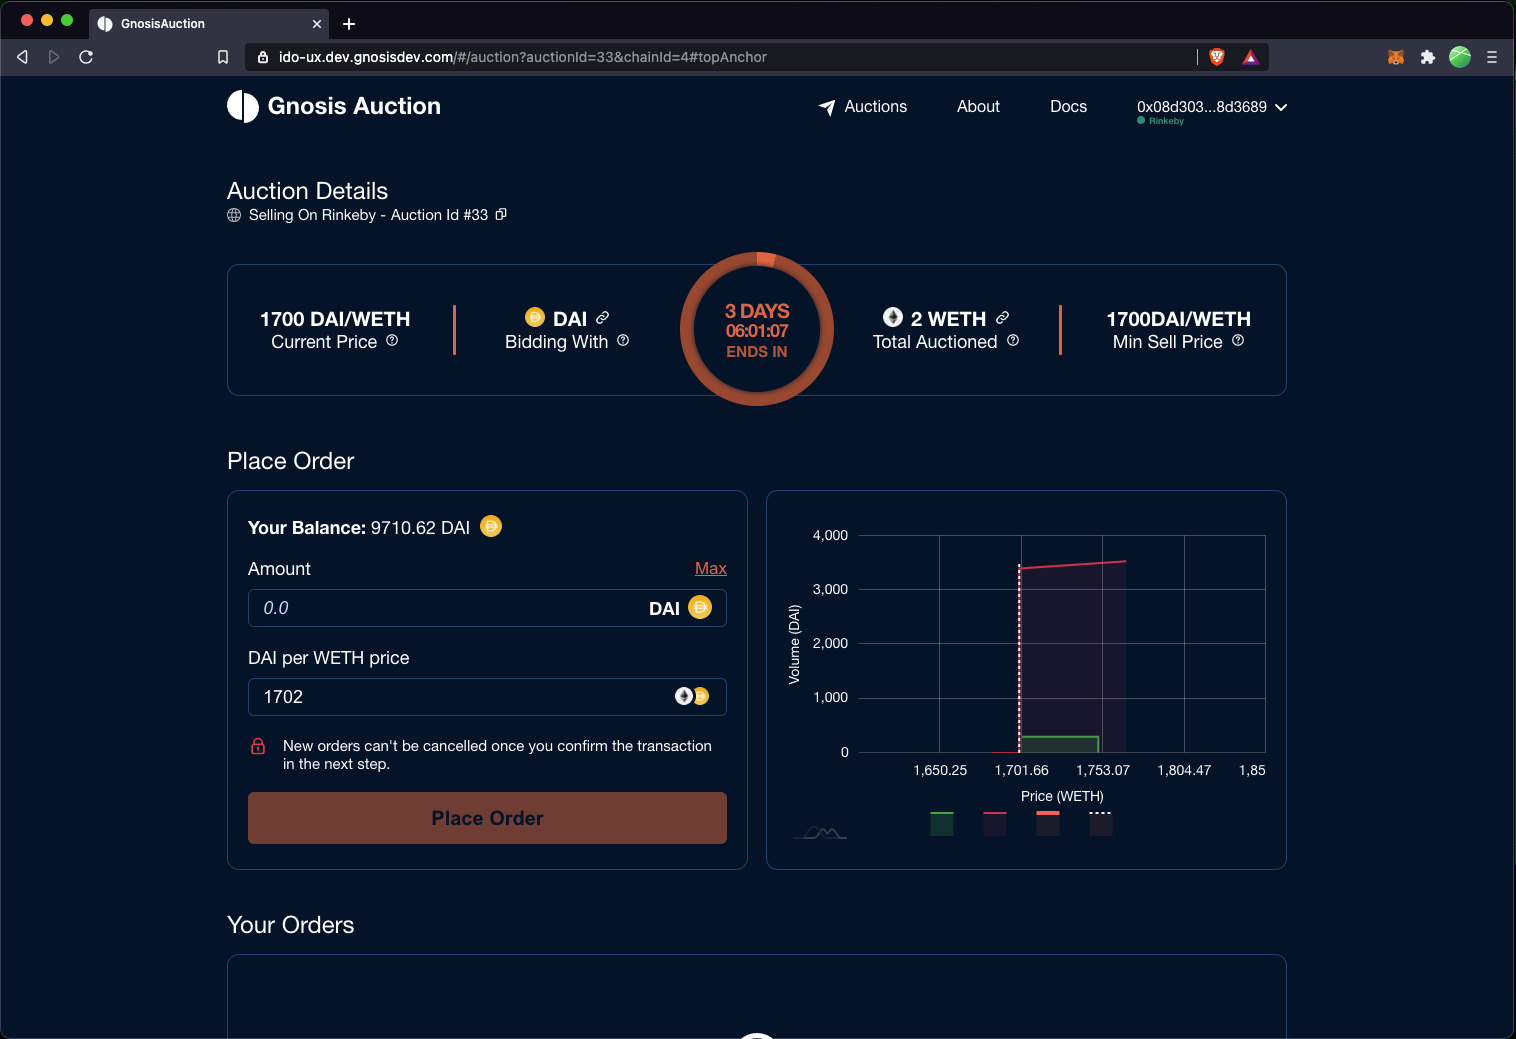 GnosisAuction
ido-ux.dev.gnosisdev.com/#/auction?auctionId=33&chainId=4#topAnchor
Gnosis Auction
Auctions
About
Docs
0x08d303...8d3689
Rinkeby
Auction Details
Selling On Rinkeby - Auction Id #33
1700 DAI/WETH
Current Price
DAI
Bidding With
3 DAYS
06:01:07
ENDS IN
2 WETH
Total Auctioned
1700DAI/WETH
Min Sell Price
Place Order
Your Balance: 9710.62 DAI
Amount
Max
0.0
DAI
DAI per WETH price
1702
New orders can't be cancelled once you confirm the transaction
in the next step.
Place Order
4,000
3,000
2,000
1,000
0
Volume (DAI)
1,650.25
1,701.66
1,753.07
1,804.47
1,85
Price (WETH)
Your Orders